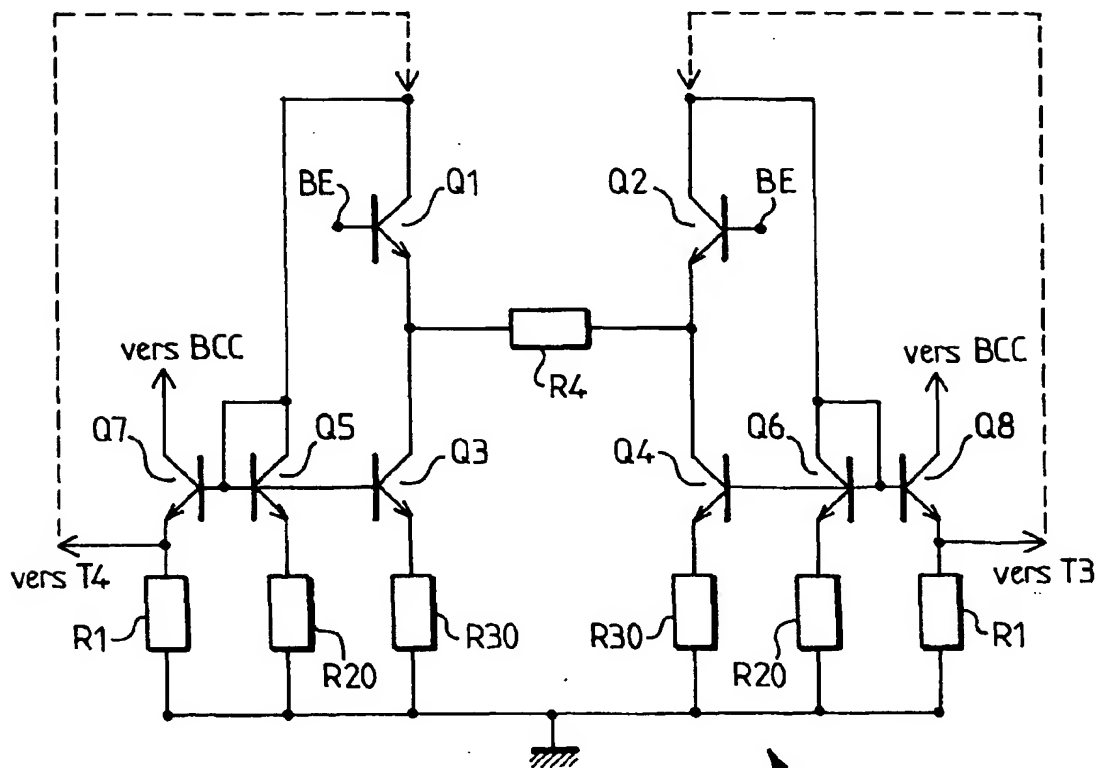 BE
Q1
Q2
BE
vers BCC
R4
vers BCC
Q7
Q5
Q3
Q4
Q6
Q8
vers T4
vers T3
R1
R20
R30
R30
R20
R1